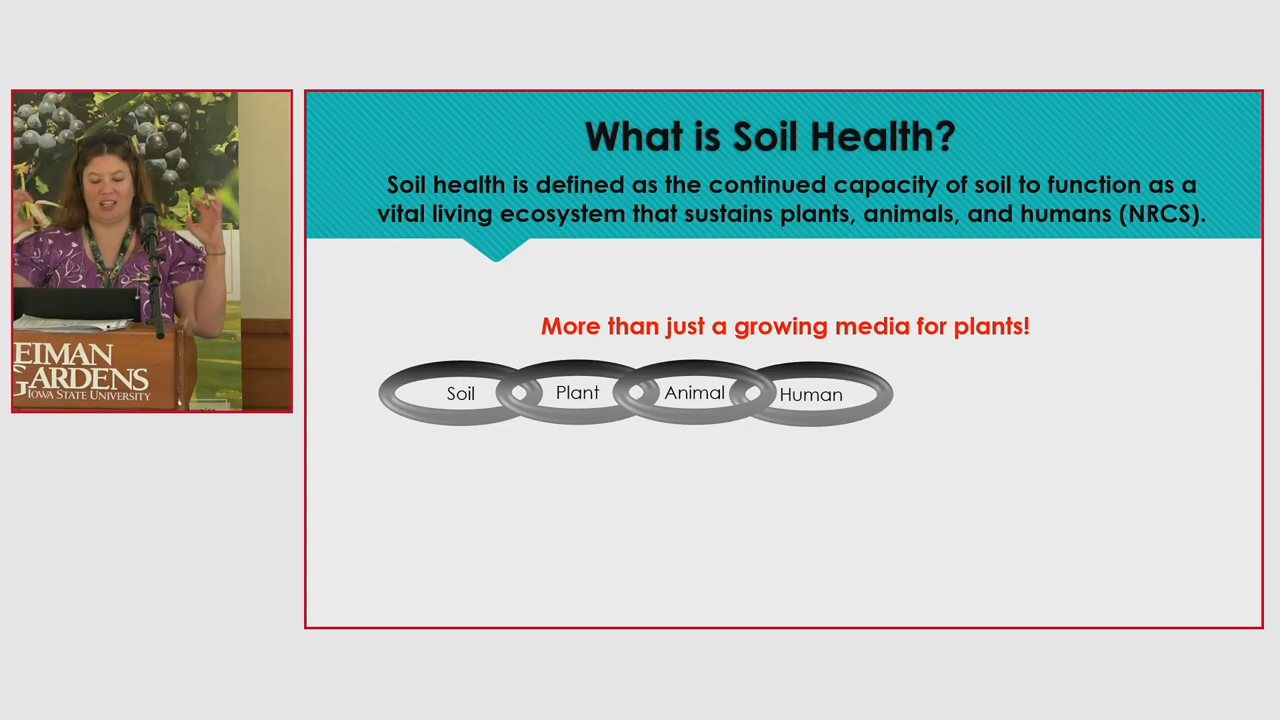 What is Soil Health?
Soil health is defined as the continued capacity of soil to function as a
vital living ecosystem that sustains plants, animals, and humans (NRCS).
More than just a growing media for plants!
Soil Plant Animal Human
EIMAN
GARDENS
IOWA STATE UNIVERSITY